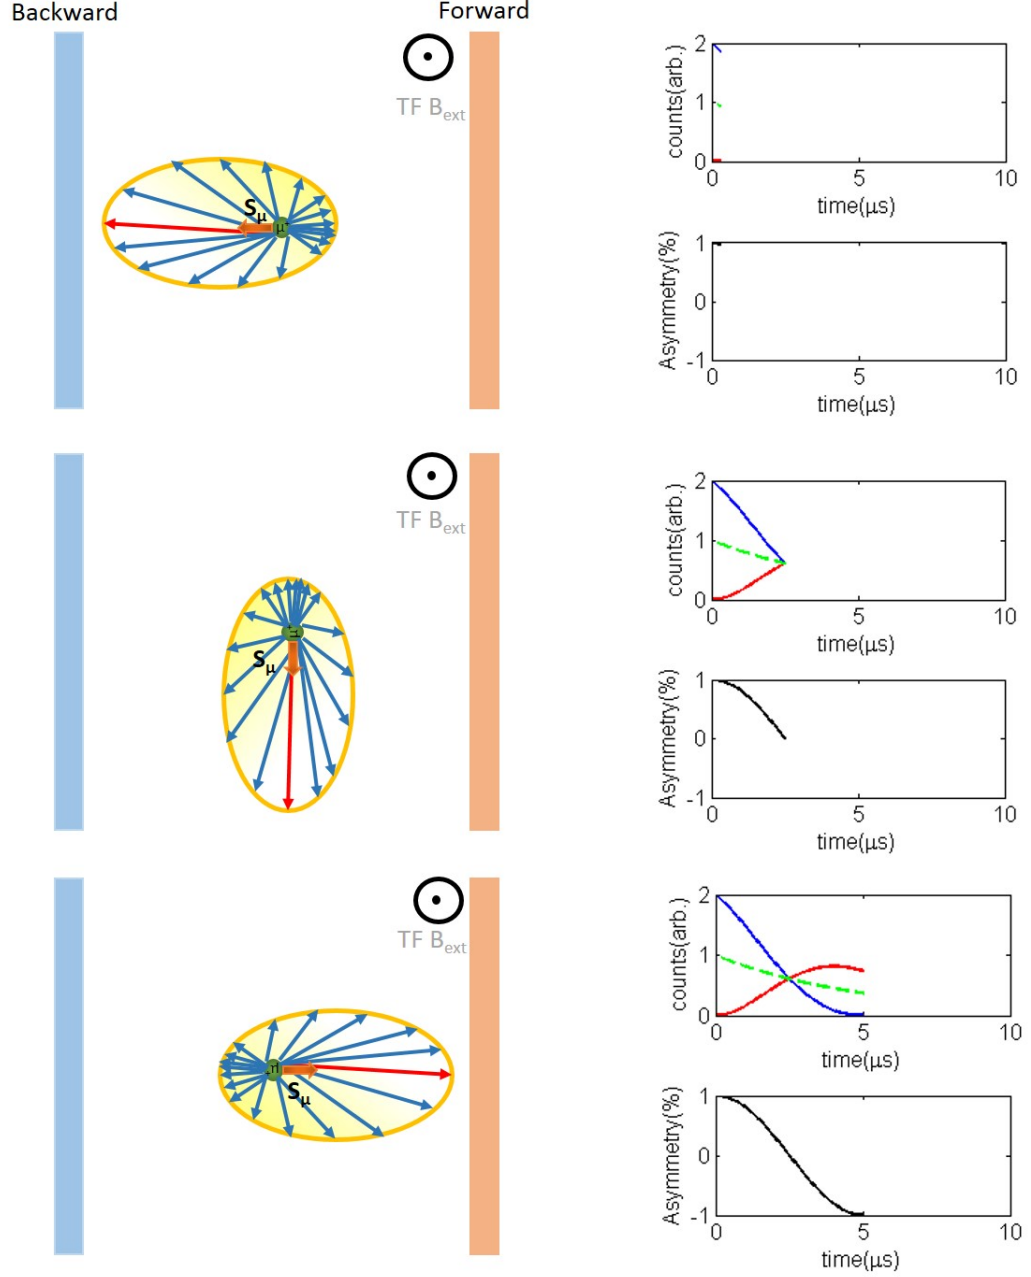 Backward
Forward
TF Bext
Sμ
μ+
2
counts(arb.)
1
0
0
5
10
time(μs)
1
Asymmetry(%)
0
-1
0
5
10
time(μs)
TF Bext
μ+
Sμ
2
counts(arb.)
1
0
0
5
10
time(μs)
1
Asymmetry(%)
0
-1
0
5
10
time(μs)
TF Bext
μ+
Sμ
2
counts(arb.)
1
0
0
5
10
time(μs)
1
Asymmetry(%)
0
-1
0
5
10
time(μs)